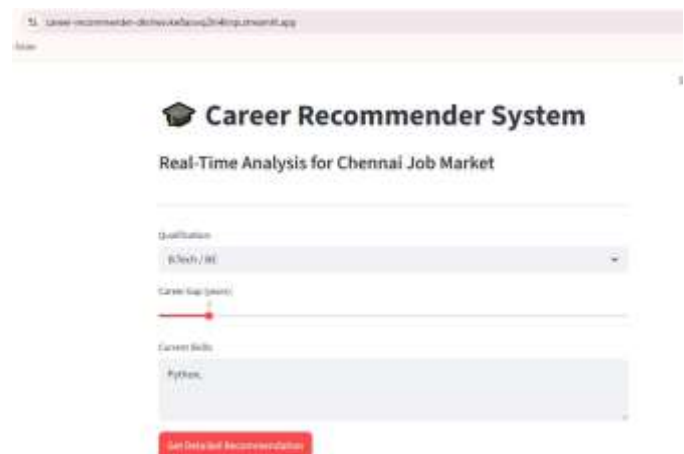 Career Recommender System
Real-Time Analysis for Chennai Job Market
Qualification
B.Tech / BE
Career Gap (years)
Current Skills
Python,
Get Detailed Recommendation